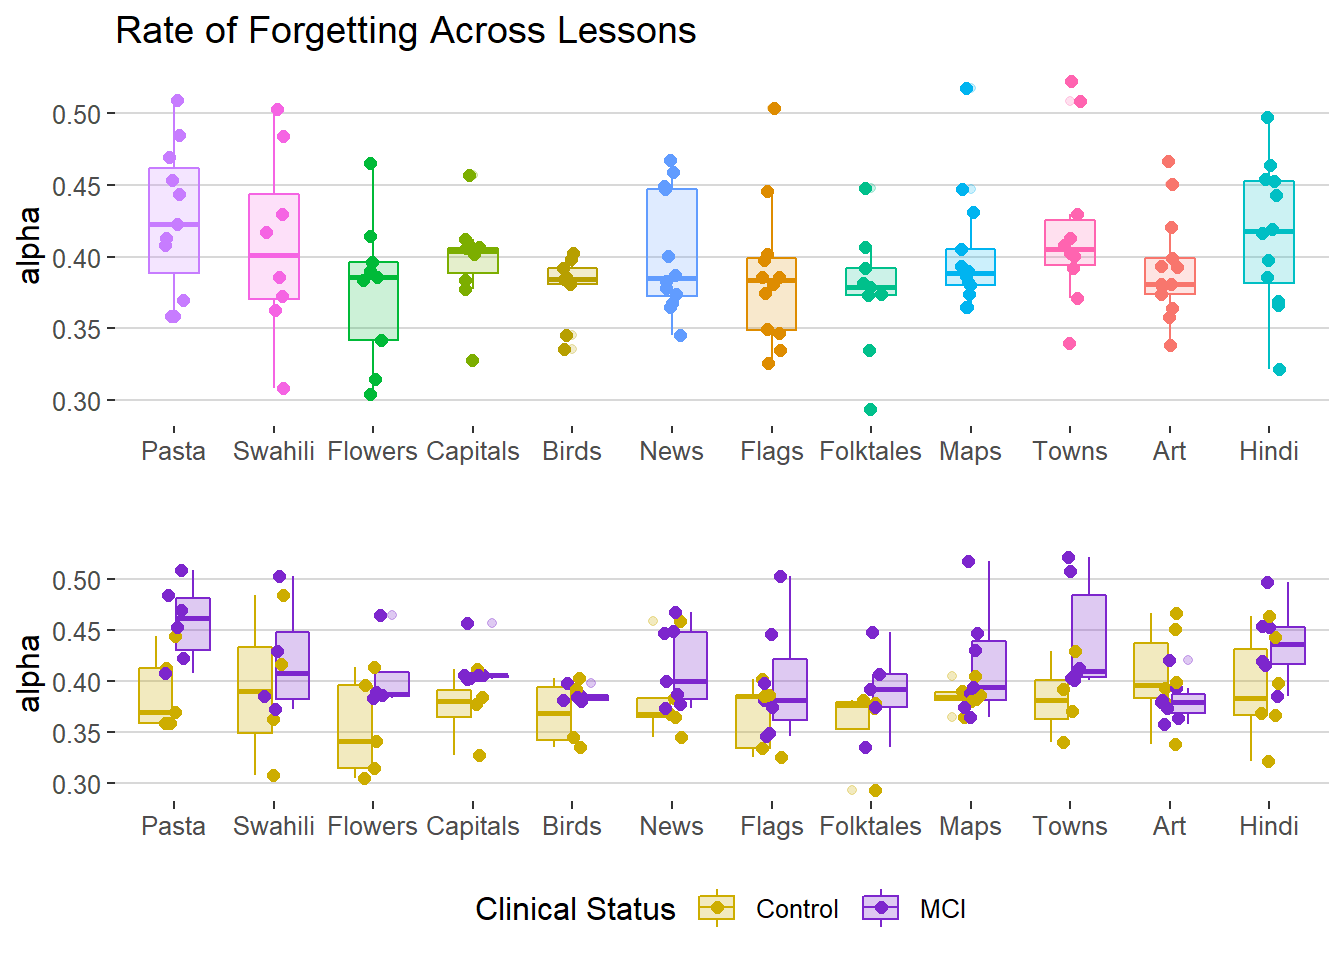 Rate of Forgetting Across Lessons
alpha
0.50
0.45
0.40
0.35
0.30
Pasta Swahili Flowers Capitals Birds News Flags Folktales Maps Towns Art Hindi
alpha
0.50
0.45
0.40
0.35
0.30
Pasta Swahili Flowers Capitals Birds News Flags Folktales Maps Towns Art Hindi
Clinical Status Control MCI